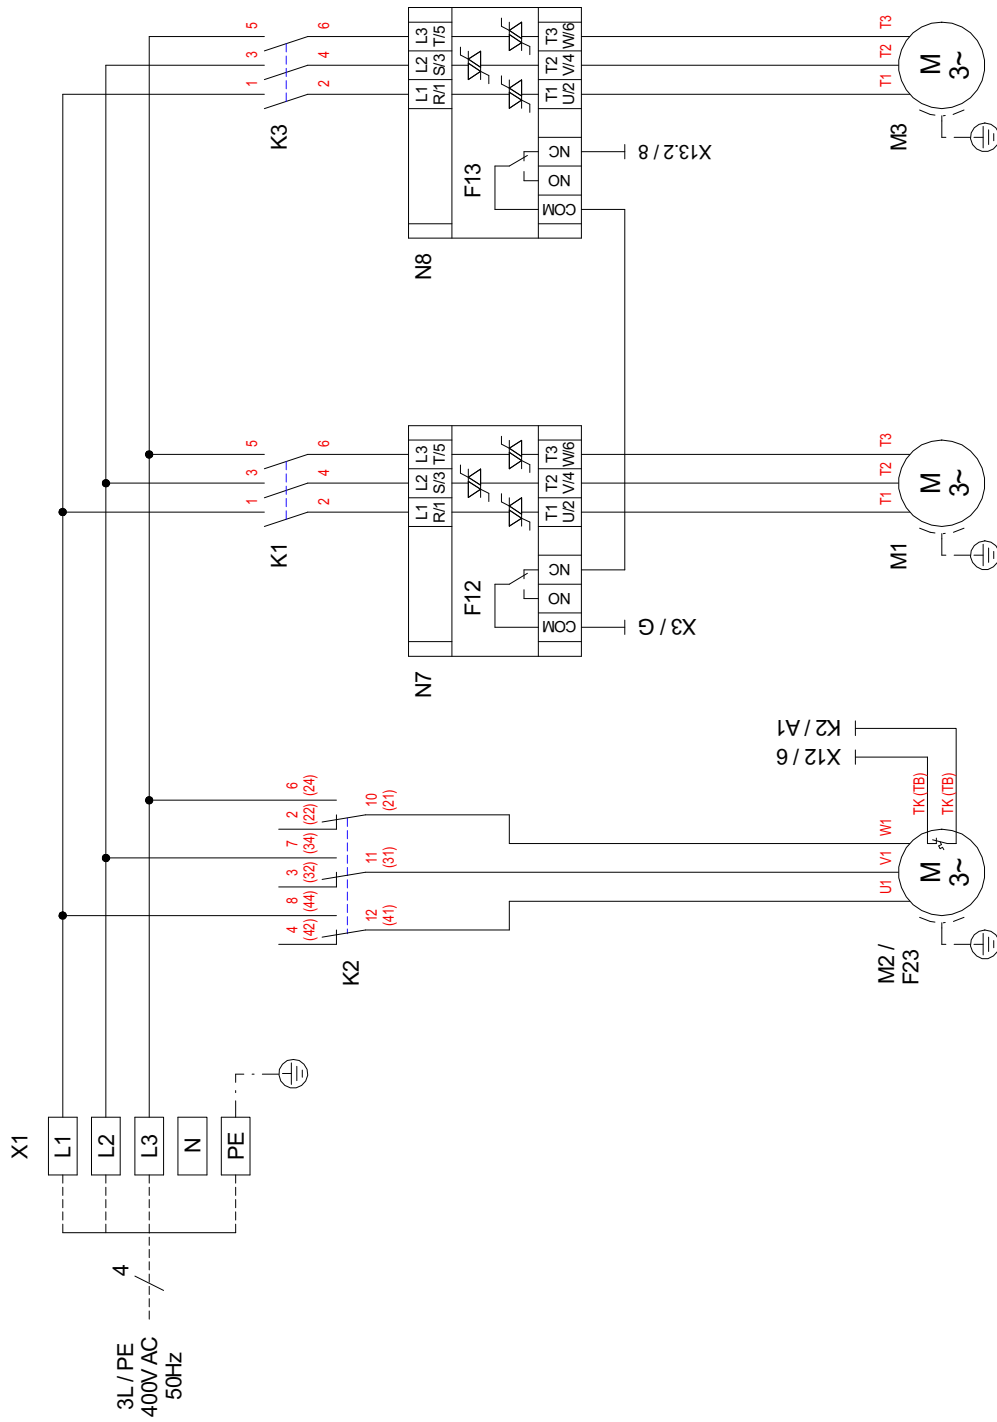 X1
L1
L2
L3
N
PE
4
3L / PE
400V AC
50Hz
K2
4
(42)
8
(44)
3
(32)
7
(34)
2
(22)
6
(24)
12
(41)
11
(31)
10
(21)
U1
V1
W1
TK (TB)
TK (TB)
X12 / 6
K2 / A1
M
3~
M2 /
F23
K1
1
3
5
2
4
6
N7
L1
R/1
L2
S/3
L3
T/5
F12
COM
NO
NC
T1
U/2
T2
V/4
T3
W/6
X3 / G
T1
T2
T3
M
3~
M1
K3
1
3
5
2
4
6
N8
L1
R/1
L2
S/3
L3
T/5
F13
COM
NO
NC
T1
U/2
T2
V/4
T3
W/6
X13.2 / 8
T1
T2
T3
M
3~
M3